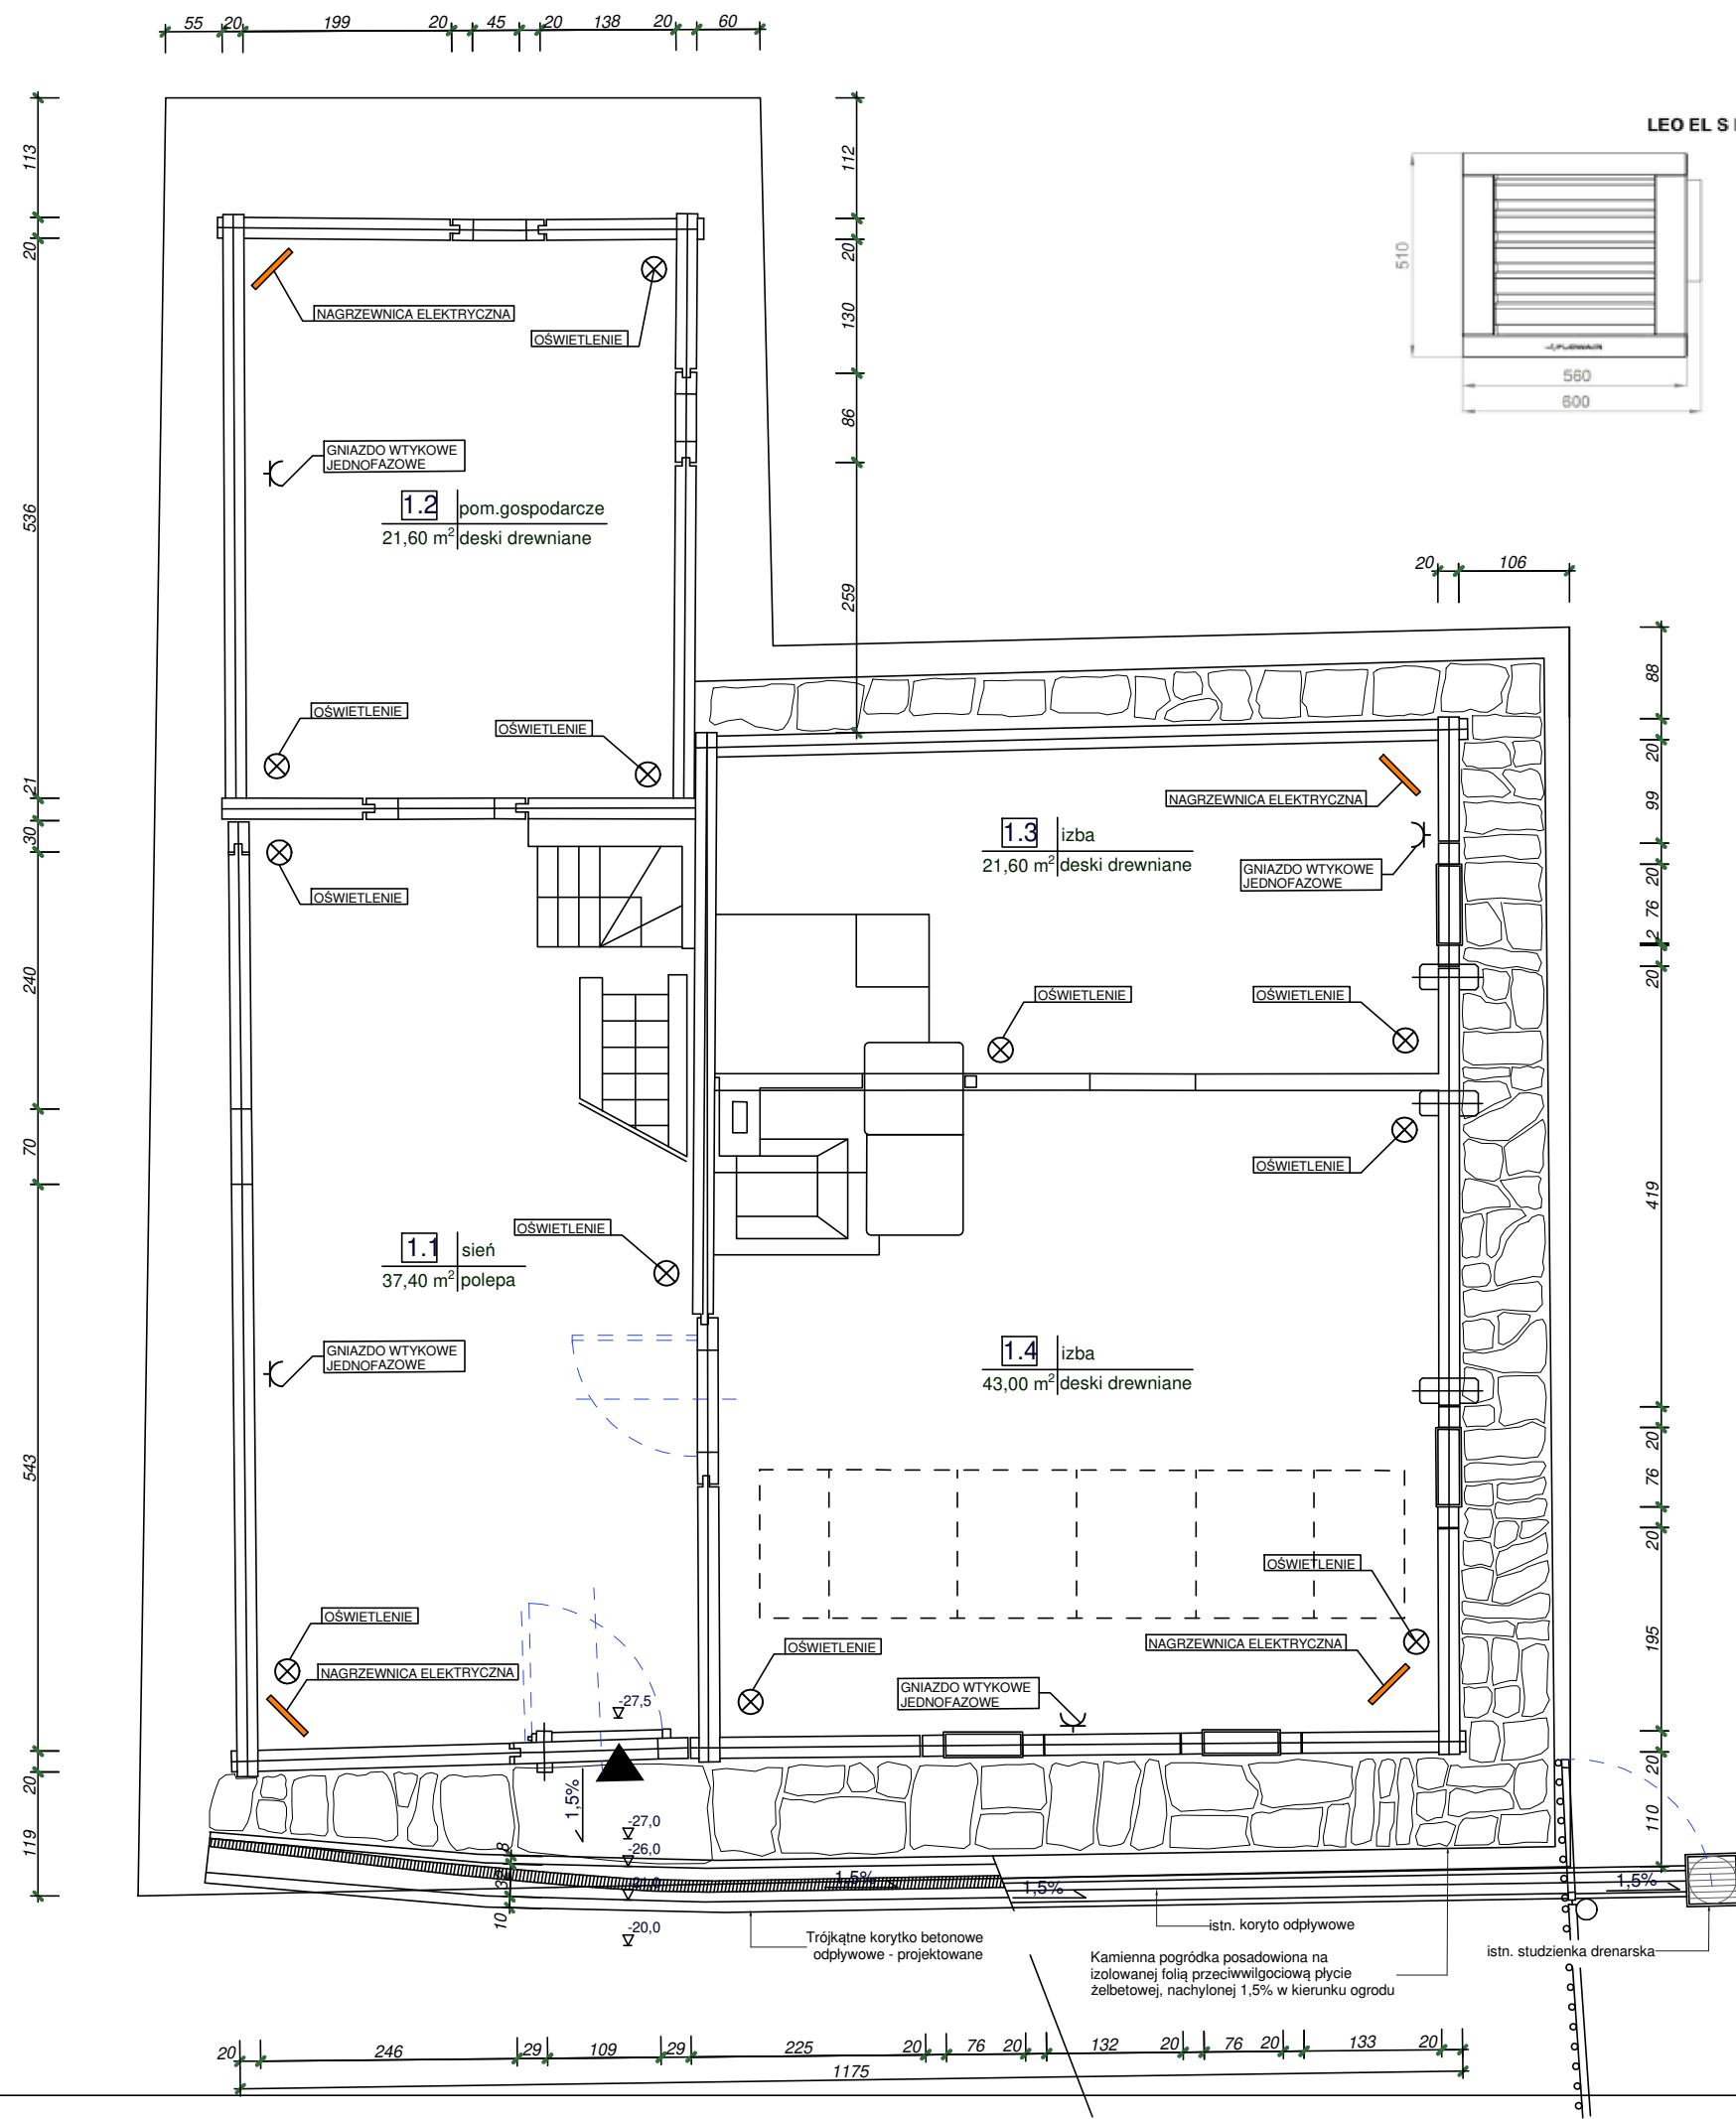 55 20 199 20 45 20 138 20 60
LEO EL S
510
560
600
113
20
536
21
30
240
70
543
20
119
112
20
130
86
259
NAGRZEWNICA ELEKTRYCZNA
OŚWIETLENIE
GNIAZDO WTYKOWE
JEDNOFAZOWE
1.2 pom.gospodarcze
21,60 m² deski drewniane
OŚWIETLENIE
OŚWIETLENIE
20 106
88
20
99
20
76
2
20
419
20
76
20
195
20
110
NAGRZEWNICA ELEKTRYCZNA
1.3 izba
21,60 m² deski drewniane
GNIAZDO WTYKOWE
JEDNOFAZOWE
OŚWIETLENIE
OŚWIETLENIE
OŚWIETLENIE
OŚWIETLENIE
OŚWIETLENIE
1.1 sień
37,40 m² polepa
GNIAZDO WTYKOWE
JEDNOFAZOWE
1.4 izba
43,00 m² deski drewniane
OŚWIETLENIE
OŚWIETLENIE
NAGRZEWNICA ELEKTRYCZNA
OŚWIETLENIE
NAGRZEWNICA ELEKTRYCZNA
GNIAZDO WTYKOWE
JEDNOFAZOWE
-27,5
1,5%
-27,0
-26,0
-20,0
8
10
1,5%
1,5%
1,5%
Trójkątne korytko betonowe
odpływowe - projektowane
istn. koryto odpływowe
Kamienna pogródka posadowiona na
izolowanej folią przeciwwilgociową płycie
żelbetowej, nachylonej 1,5% w kierunku ogrodu
istn. studzienka drenarska
20 246 29 109 29 225 20 76 20 132 20 76 20 133 20
1175